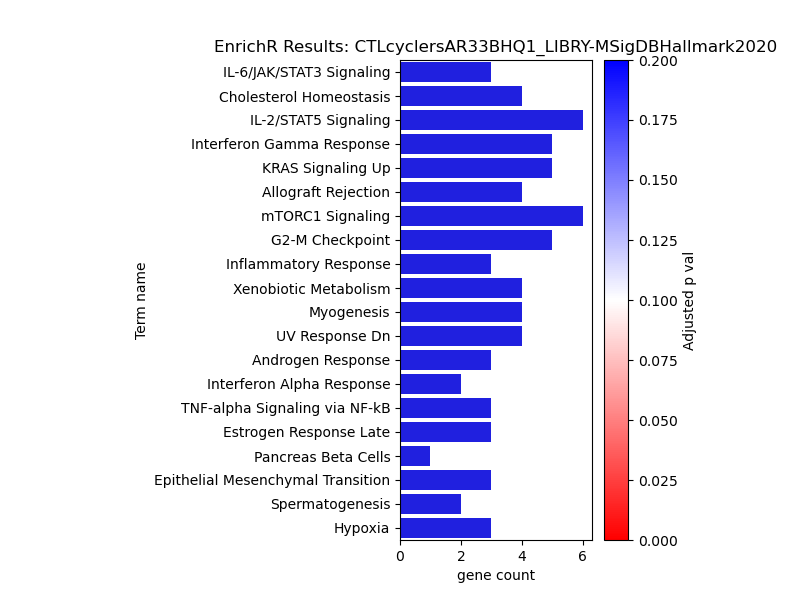 EnrichR Results: CTLcyclersAR33BHQ1_LIBRY-MSigDBHallmark2020
IL-6/JAK/STAT3 Signaling
Cholesterol Homeostasis
IL-2/STAT5 Signaling
Interferon Gamma Response
KRAS Signaling Up
Allograft Rejection
mTORC1 Signaling
G2-M Checkpoint
Inflammatory Response
Xenobiotic Metabolism
Myogenesis
UV Response Dn
Androgen Response
Interferon Alpha Response
TNF-alpha Signaling via NF-kB
Estrogen Response Late
Pancreas Beta Cells
Epithelial Mesenchymal Transition
Spermatogenesis
Hypoxia
Term name
0 2 4 6
gene count
0.200
0.175
0.150
0.125
0.100
0.075
0.050
0.025
0.000
Adjusted p val